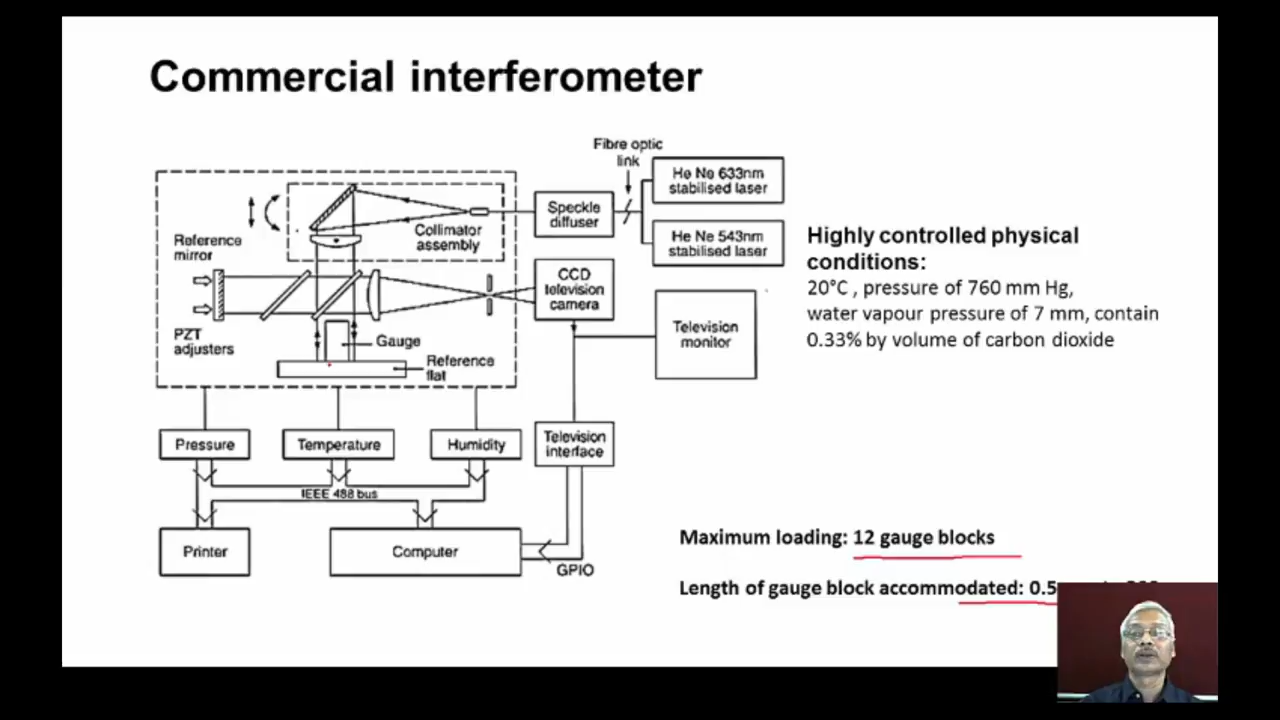 Commercial interferometer
Fibre optic
link
He Ne 633nm
stabilised laser
Speckle
diffuser
He Ne 543nm
stabilised laser
Collimator
assembly
Reference
mirror
CCD
television
camera
Television
monitor
PZT
adjusters
Gauge
Reference
flat
Highly controlled physical
conditions:
20°C , pressure of 760 mm Hg,
water vapour pressure of 7 mm, contain
0.33% by volume of carbon dioxide
Pressure
Temperature
Humidity
Television
interface
IEEE 488 bus
Printer
Computer
GPIO
Maximum loading: 12 gauge blocks
Length of gauge block accommodated: 0.5